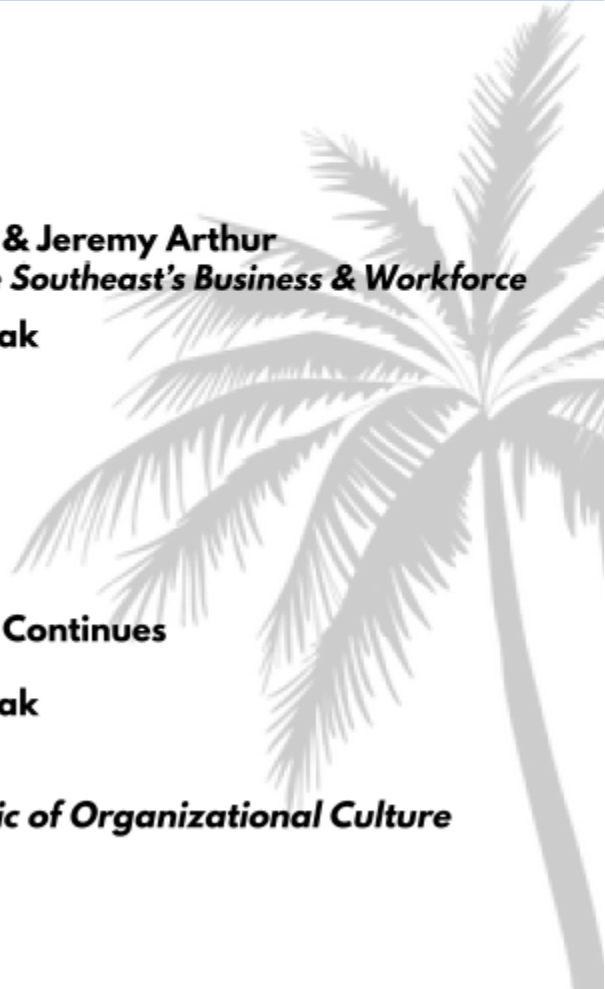 & Jeremy Arthur
Southeast's Business & Workforce
ak
Continues
ak
ic of Organizational Culture